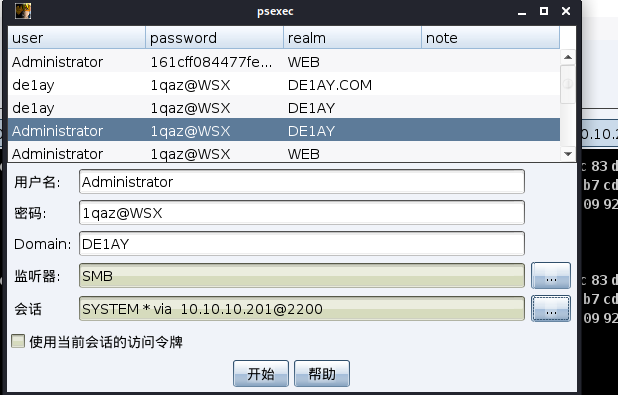 psexec
user password realm note
Administrator 161cff084477fe... WEB
de1ay 1qaz@WSX DE1AY.COM
de1ay 1qaz@WSX DE1AY
Administrator 1qaz@WSX DE1AY
Administrator 1qaz@WSX WEB
用户名: Administrator
密码: 1qaz@WSX
Domain: DE1AY
监听器: SMB ...
会话 SYSTEM * via 10.10.10.201@2200 ...
使用当前会话的访问令牌
开始 帮助
0.10.2
c 83 d
b7 cd
09 92
c 83 d
b7 cd
09 92